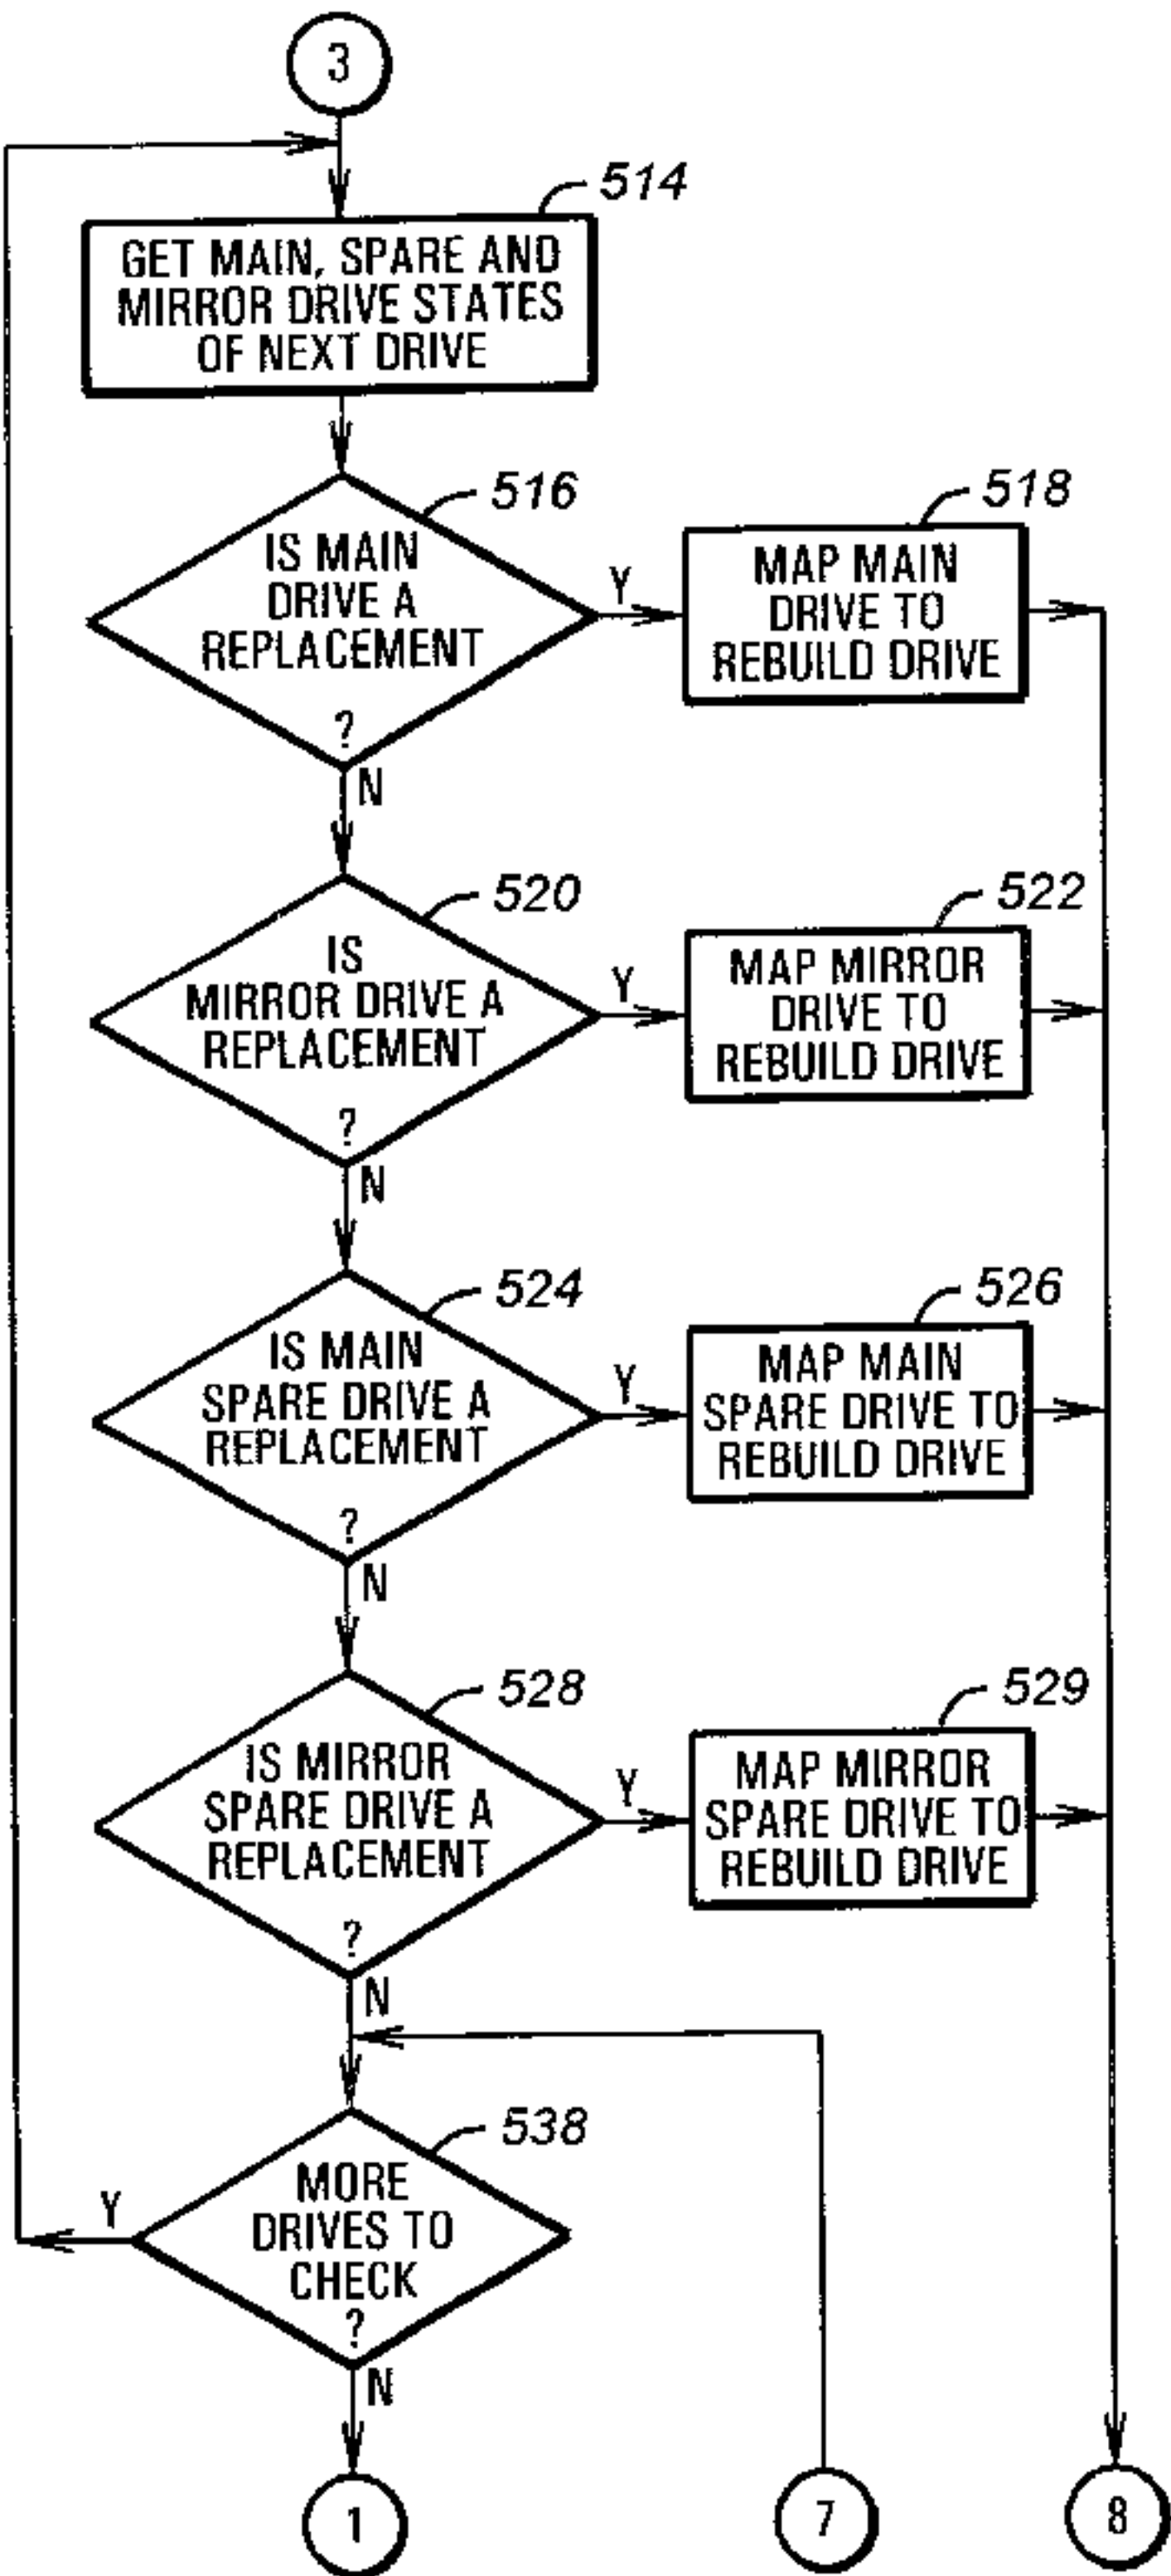 3
514
GET MAIN, SPARE AND
MIRROR DRIVE STATES
OF NEXT DRIVE
516
IS MAIN
DRIVE A
REPLACEMENT
?
Y
N
518
MAP MAIN
DRIVE TO
REBUILD DRIVE
520
IS
MIRROR DRIVE A
REPLACEMENT
?
Y
N
522
MAP MIRROR
DRIVE TO
REBUILD DRIVE
524
IS MAIN
SPARE DRIVE A
REPLACEMENT
?
Y
N
526
MAP MAIN
SPARE DRIVE TO
REBUILD DRIVE
528
IS MIRROR
SPARE DRIVE A
REPLACEMENT
?
Y
N
529
MAP MIRROR
SPARE DRIVE TO
REBUILD DRIVE
538
MORE
DRIVES TO
CHECK
?
Y
N
1
7
8